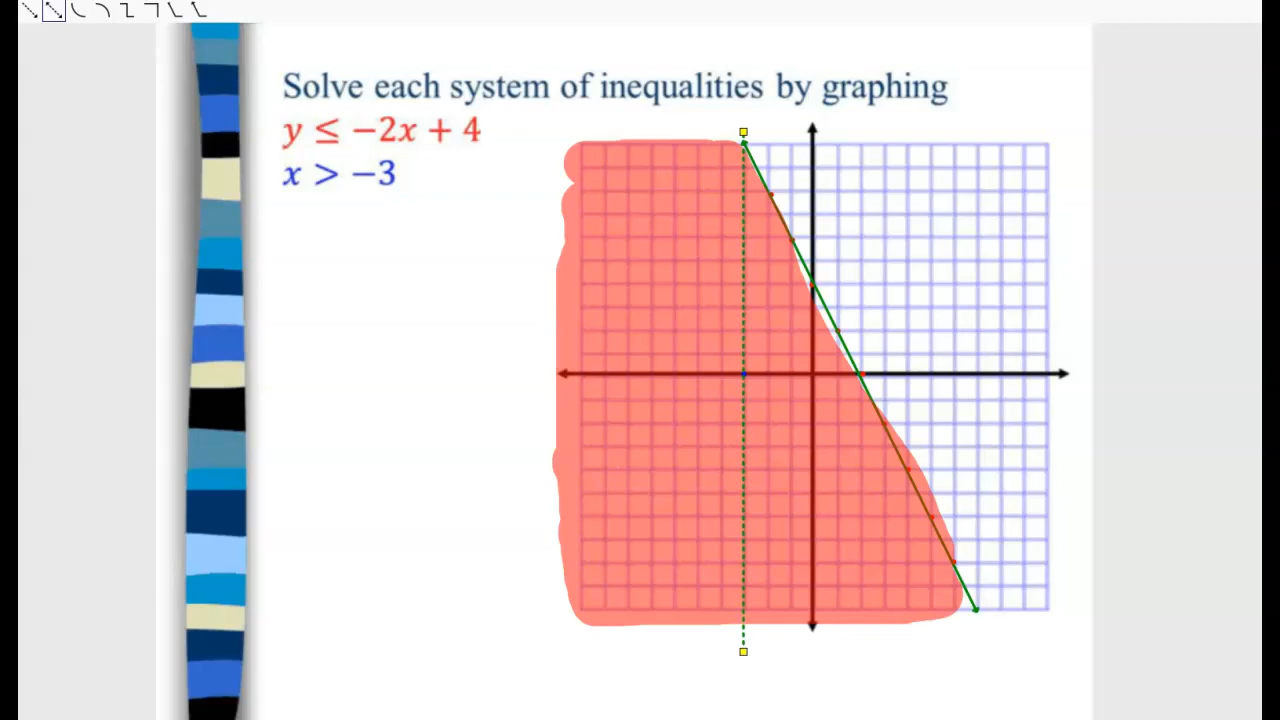 Solve each system of inequalities by graphing
y ≤ −2x + 4
x > −3